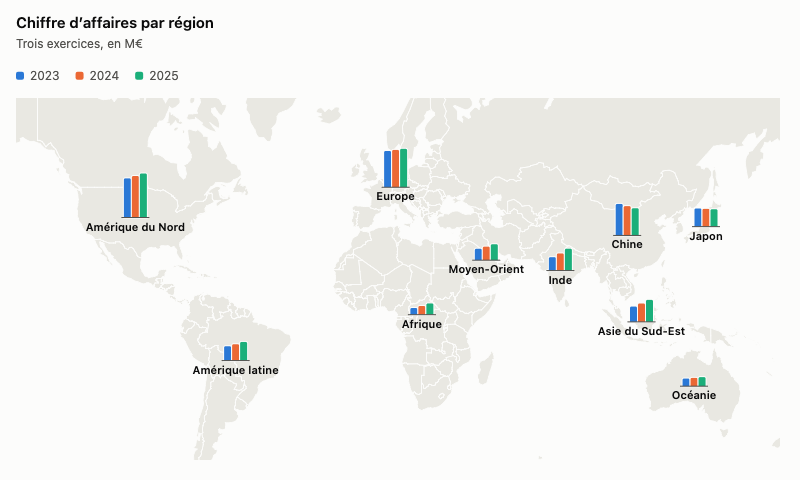 Chiffre d’affaires par région
Trois exercices, en M€
2023 2024 2025
Europe
Amérique du Nord
Japon
Chine
Moyen-Orient
Inde
Afrique
Asie du Sud-Est
Amérique latine
Océanie